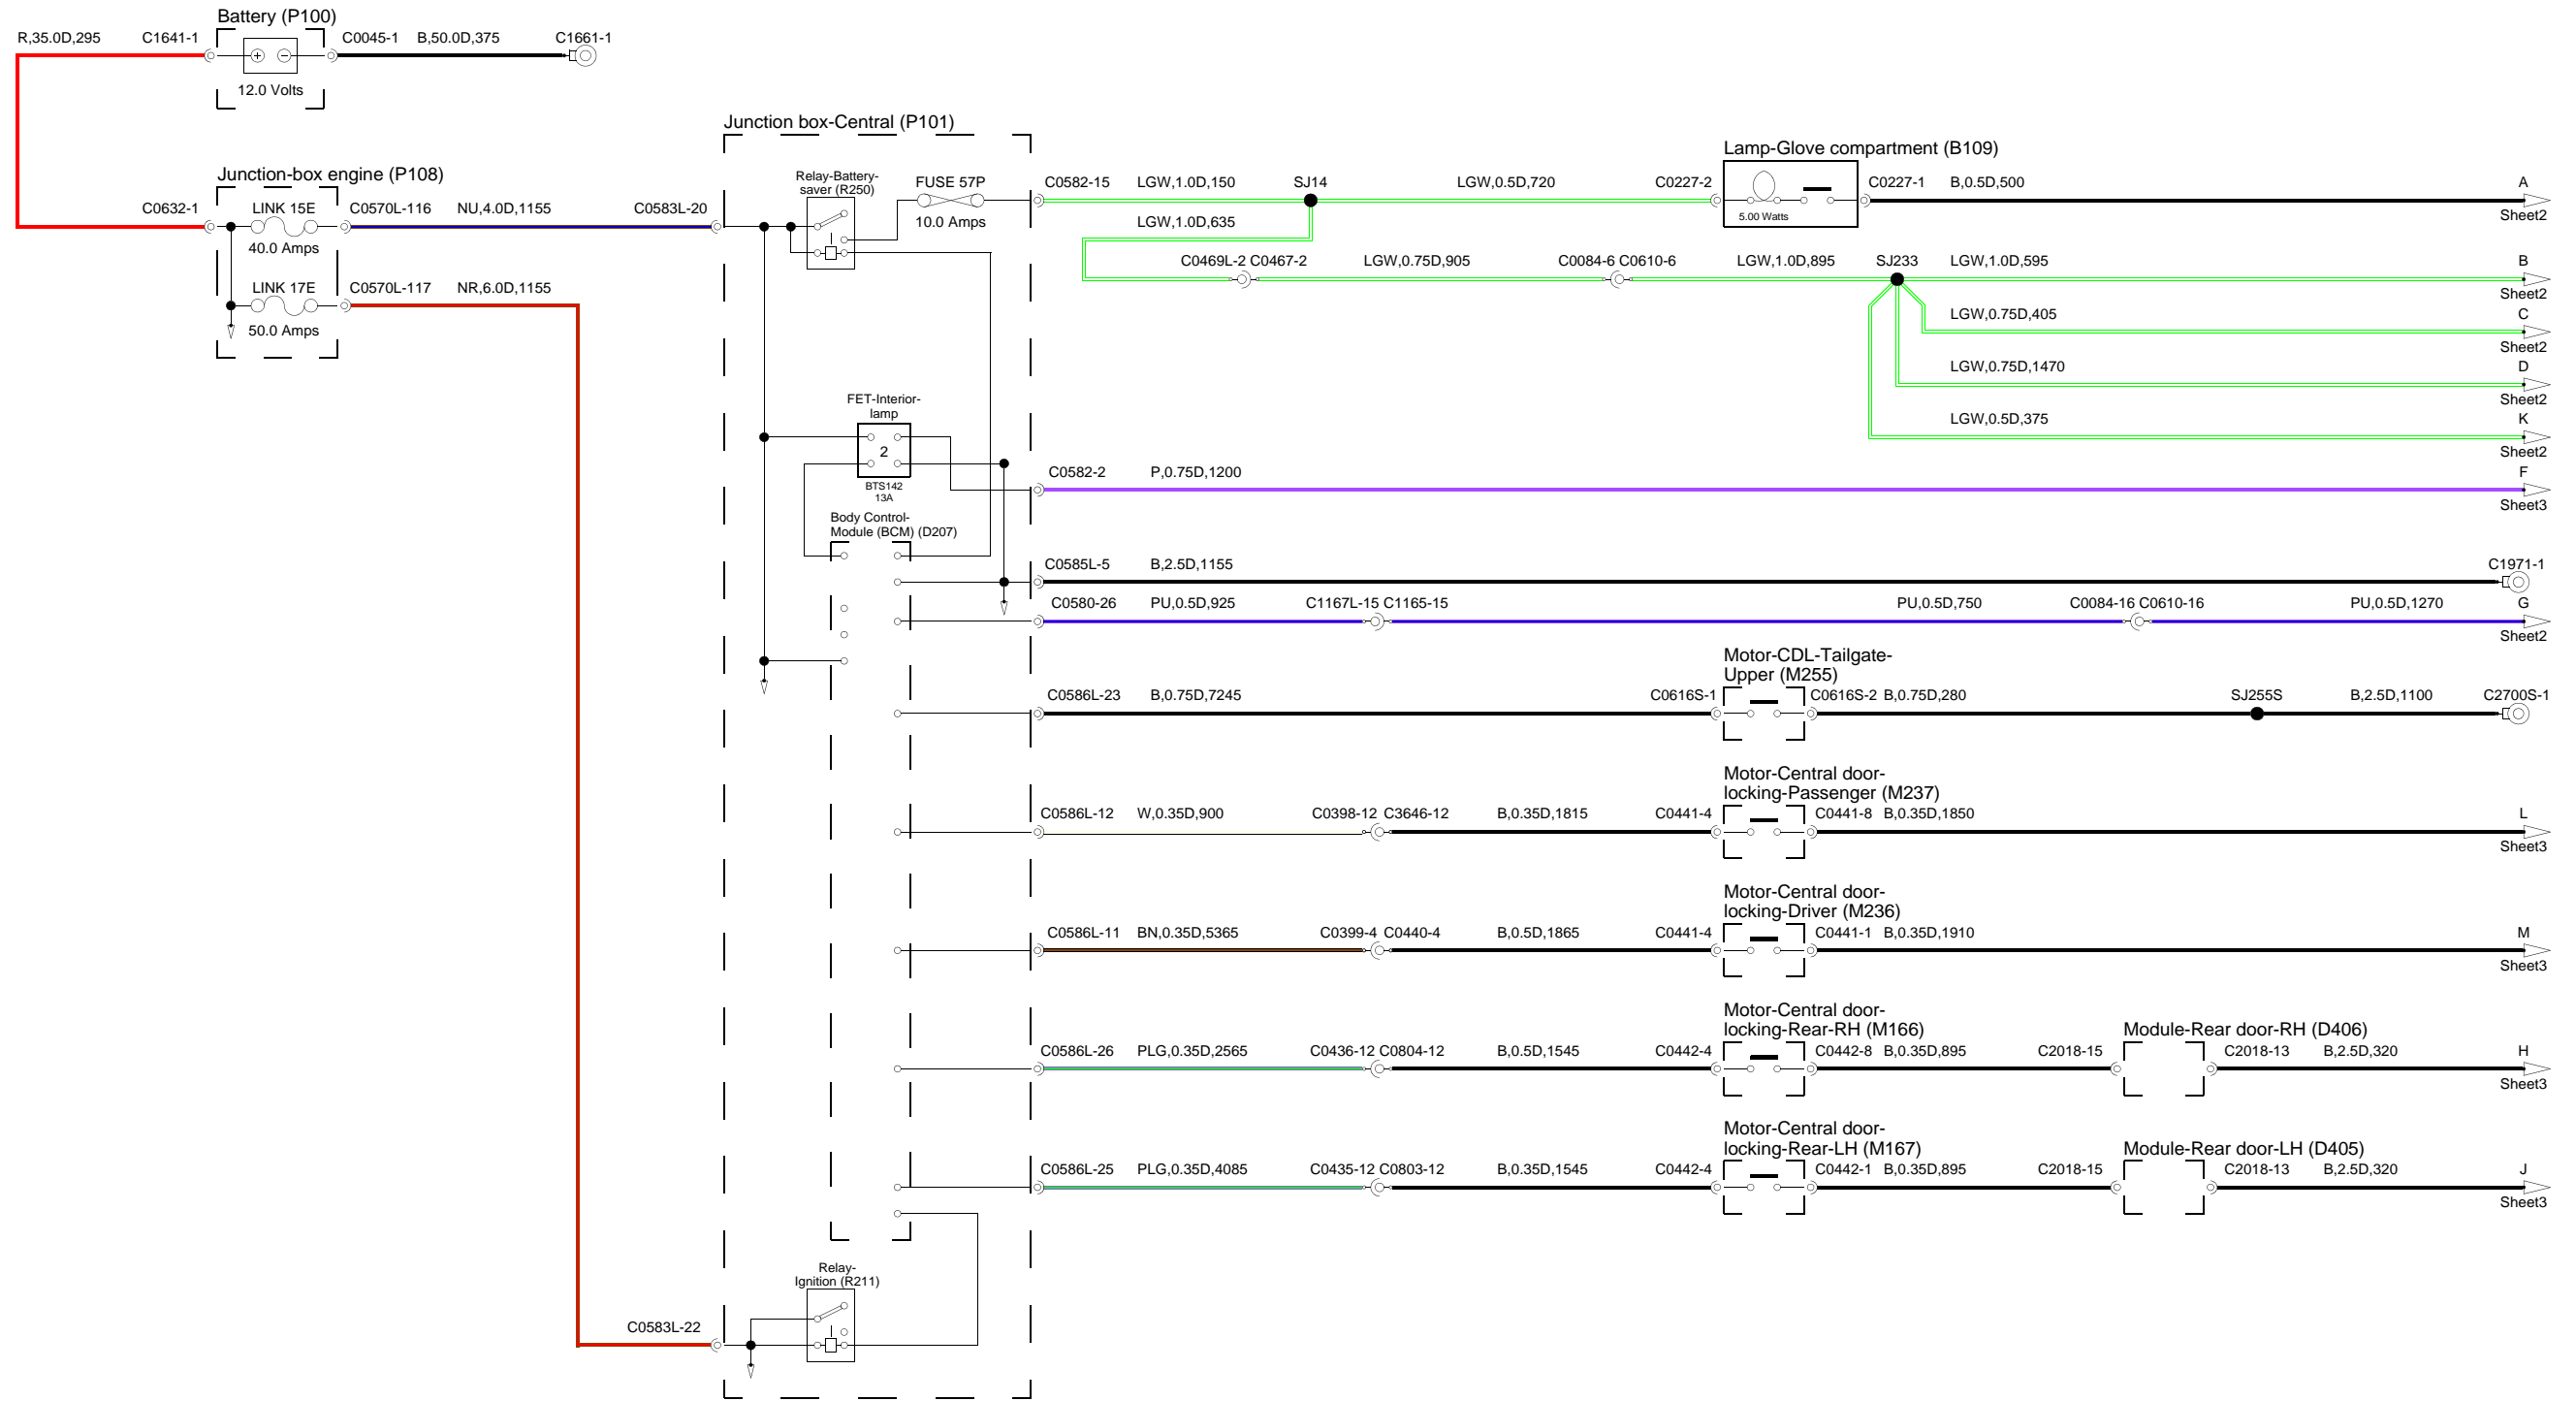 Battery (P100)
R,35.0D,295 C1641-1 C0045-1 B,50.0D,375 C1661-1
12.0 Volts
Junction box-Central (P101)
Junction-box engine (P108)
C0632-1 LINK 15E C0570L-116 NU,4.0D,1155 C0583L-20
40.0 Amps
LINK 17E C0570L-117 NR,6.0D,1155
50.0 Amps
Relay-Battery-
saver (R250)
FUSE 57P
10.0 Amps
Lamp-Glove compartment (B109)
C0582-15 LGW,1.0D,150 SJ14 LGW,0.5D,720 C0227-2 C0227-1 B,0.5D,500 A
5.00 Watts
Sheet2
LGW,1.0D,635
C0469L-2 C0467-2 LGW,0.75D,905 C0084-6 C0610-6 LGW,1.0D,895 SJ233 LGW,1.0D,595 B
Sheet2
LGW,0.75D,405 C
Sheet2
LGW,0.75D,1470 D
Sheet2
LGW,0.5D,375 K
Sheet2
FET-Interior-
lamp
2
BTS142
13A
C0582-2 P,0.75D,1200 F
Sheet3
Body Control-
Module (BCM) (D207)
C0585L-5 B,2.5D,1155 C1971-1
C0580-26 PU,0.5D,925 C1167L-15 C1165-15 PU,0.5D,750 C0084-16 C0610-16 PU,0.5D,1270 G
Sheet2
Motor-CDL-Tailgate-
Upper (M255)
C0586L-23 B,0.75D,7245 C0616S-1 C0616S-2 B,0.75D,280 SJ255S B,2.5D,1100 C2700S-1
Motor-Central door-
locking-Passenger (M237)
C0586L-12 W,0.35D,900 C0398-12 C3646-12 B,0.35D,1815 C0441-4 C0441-8 B,0.35D,1850 L
Sheet3
Motor-Central door-
locking-Driver (M236)
C0586L-11 BN,0.35D,5365 C0399-4 C0440-4 B,0.5D,1865 C0441-4 C0441-1 B,0.35D,1910 M
Sheet3
Motor-Central door-
locking-Rear-RH (M166) Module-Rear door-RH (D406)
C0586L-26 PLG,0.35D,2565 C0436-12 C0804-12 B,0.5D,1545 C0442-4 C0442-8 B,0.35D,895 C2018-15 C2018-13 B,2.5D,320 H
Sheet3
Motor-Central door-
locking-Rear-LH (M167) Module-Rear door-LH (D405)
C0586L-25 PLG,0.35D,4085 C0435-12 C0803-12 B,0.35D,1545 C0442-4 C0442-1 B,0.35D,895 C2018-15 C2018-13 B,2.5D,320 J
Sheet3
Relay-
Ignition (R211)
C0583L-22